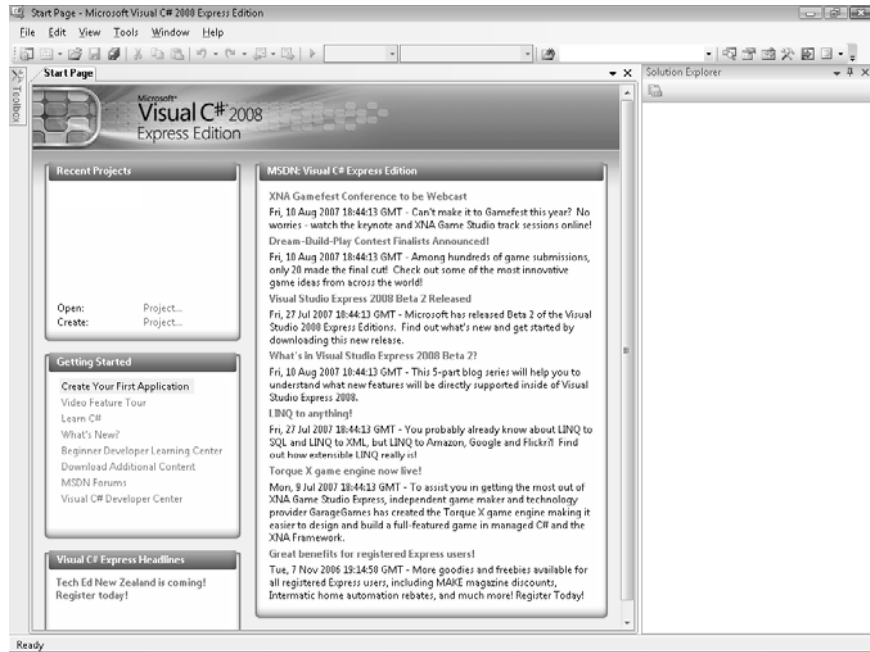 Start Page - Microsoft Visual C# 2008 Express Edition
File Edit View Tools Window Help
Toolbox
Start Page
Solution Explorer
Microsoft
Visual C# 2008
Express Edition
Recent Projects
Open: Project...
Create: Project...
Getting Started
Create Your First Application
Video Feature Tour
Learn C#
What's New?
Beginner Developer Learning Center
Download Additional Content
MSDN Forums
Visual C# Developer Center
Visual C# Express Headlines
Tech Ed New Zealand is coming!
Register today!
MSDN: Visual C# Express Edition
XNA Gamefest Conference to be Webcast
Fri, 10 Aug 2007 18:44:13 GMT - Can't make it to Gamefest this year? No
worries - watch the keynote and XNA Game Studio track sessions online!
Dream-Build-Play Contest Finalists Announced!
Fri, 10 Aug 2007 18:44:13 GMT - Among hundreds of game submissions,
only 20 made the final cut! Check out some of the most innovative
game ideas from across the world!
Visual Studio Express 2008 Beta 2 Released
Fri, 27 Jul 2007 18:44:13 GMT - Microsoft has released Beta 2 of the Visual
Studio 2008 Express Editions. Find out what's new and get started by
downloading this new release.
What's in Visual Studio Express 2008 Beta 2?
Fri, 10 Aug 2007 18:44:13 GMT - This 5-part blog series will help you to
understand what new features will be directly supported inside of Visual
Studio Express 2008.
LINQ to anything!
Fri, 27 Jul 2007 18:44:13 GMT - You probably already know about LINQ to
SQL and LINQ to XML, but LINQ to Amazon, Google and Flickr?! Find
out how extensible LINQ really is!
Torque X game engine now live!
Mon, 9 Jul 2007 18:44:13 GMT - To assist you in getting the most out of
XNA Game Studio Express, independent game maker and technology
provider GarageGames has created the Torque X game engine making it
easier to design and build a full-featured game in managed C# and the
XNA Framework.
Great benefits for registered Express users!
Tue, 7 Nov 2006 19:14:50 GMT - More goodies and freebies available for
all registered Express users, including MAKE magazine discounts,
Intermatic home automation rebates, and much more! Register Today!
Ready